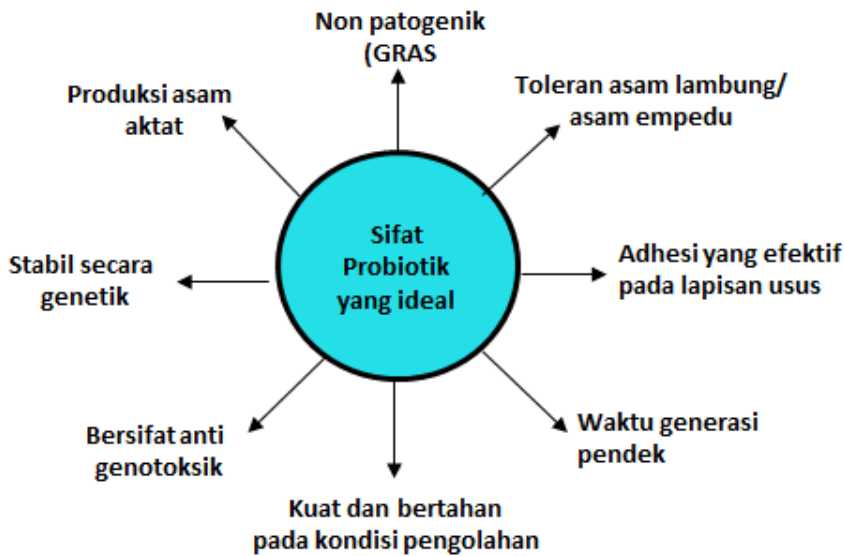 Non patogenik
(GRAS
Toleran asam lambung/
asam empedu
Produksi asam
aktat
Sifat
Probiotik
yang ideal
Stabil secara
genetik
Adhesi yang efektif
pada lapisan usus
Bersifat anti
genotoksik
Waktu generasi
pendek
Kuat dan bertahan
pada kondisi pengolahan